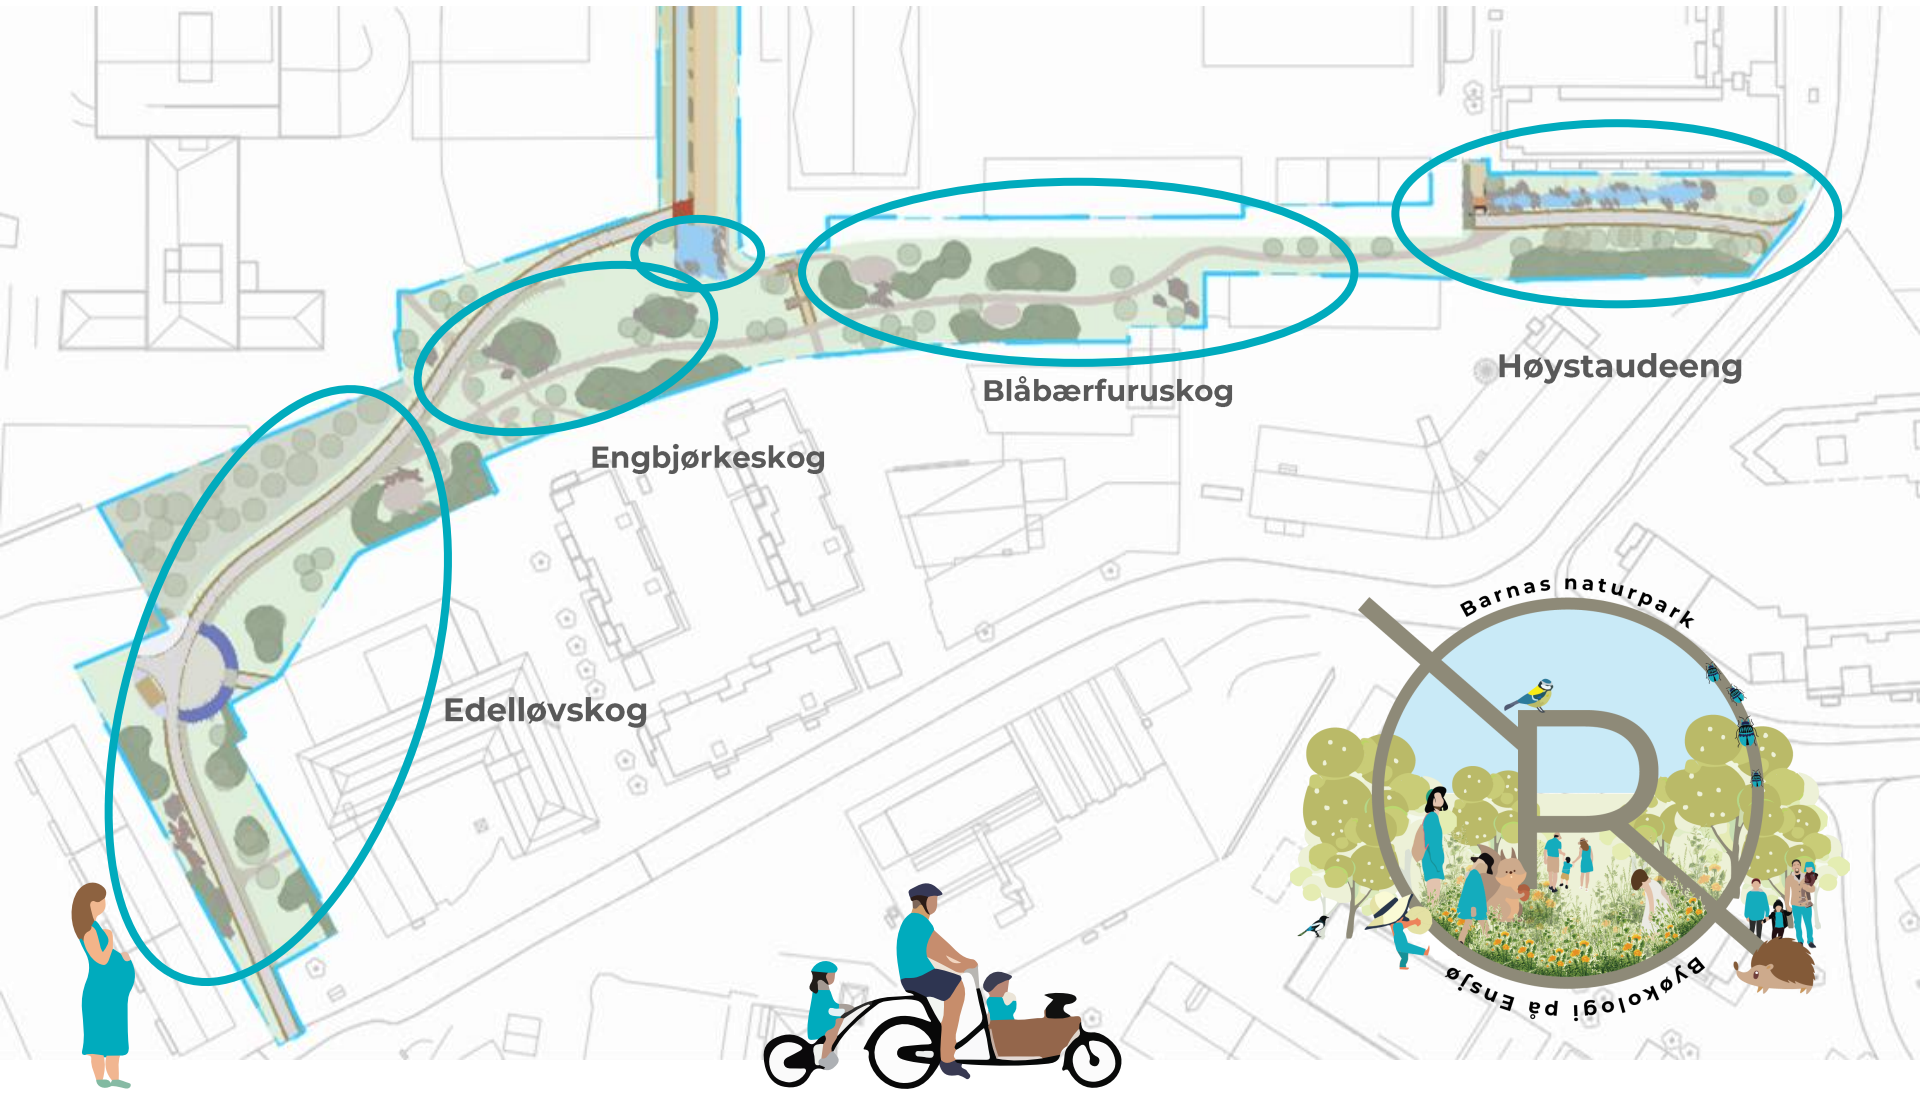 Høystaudeeng
Blåbærfuruskog
Engbjørkeskog
Edelløvskog
Barnas naturpark
R
Byøkologi på Ensjø